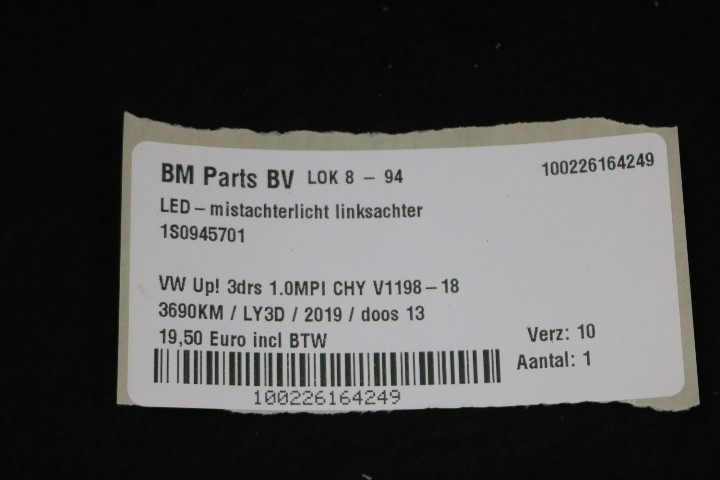 BM Parts BV LOK 8 – 94
100226164249
LED – mistachterlicht linksachter
1S0945701
VW Up! 3drs 1.0MPI CHY V1198–18
3690KM / LY3D / 2019 / doos 13
19,50 Euro incl BTW
Verz: 10
Aantal: 1
100226164249